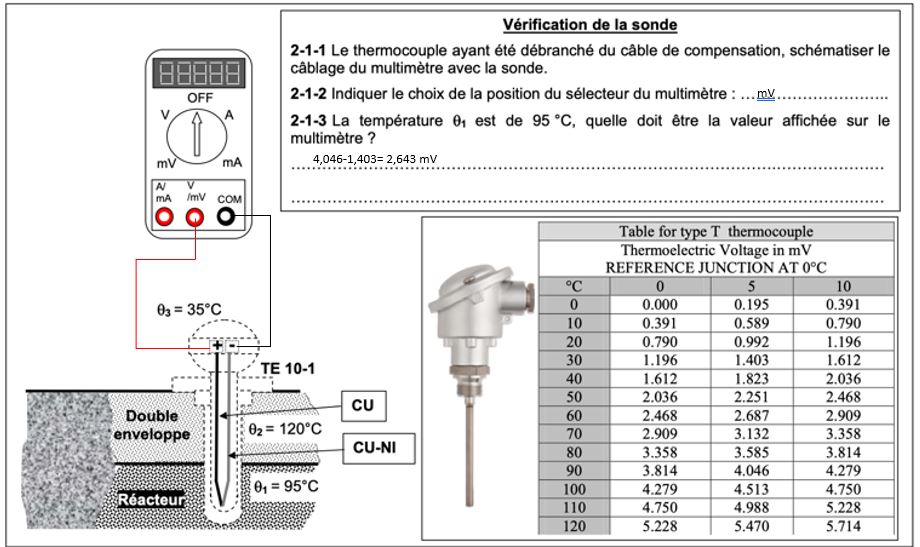 Vérification de la sonde
2-1-1 Le thermocouple ayant été débranché du câble de compensation, schématiser le
câblage du multimètre avec la sonde.
2-1-2 Indiquer le choix de la position du sélecteur du multimètre : ...mV......................
2-1-3 La température θ1 est de 95 °C, quelle doit être la valeur affichée sur le
multimètre ?
4,046-1,403= 2,643 mV
88888
OFF
V A
mV mA
A/ mA V /mV COM
θ3 = 35°C
+ -
TE 10-1
CU
Double
enveloppe
θ2 = 120°C
CU-NI
Réacteur
θ1 = 95°C
Table for type T thermocouple
Thermoelectric Voltage in mV
REFERENCE JUNCTION AT 0°C
°C 0 5 10
0 0.000 0.195 0.391
10 0.391 0.589 0.790
20 0.790 0.992 1.196
30 1.196 1.403 1.612
40 1.612 1.823 2.036
50 2.036 2.251 2.468
60 2.468 2.687 2.909
70 2.909 3.132 3.358
80 3.358 3.585 3.814
90 3.814 4.046 4.279
100 4.279 4.513 4.750
110 4.750 4.988 5.228
120 5.228 5.470 5.714